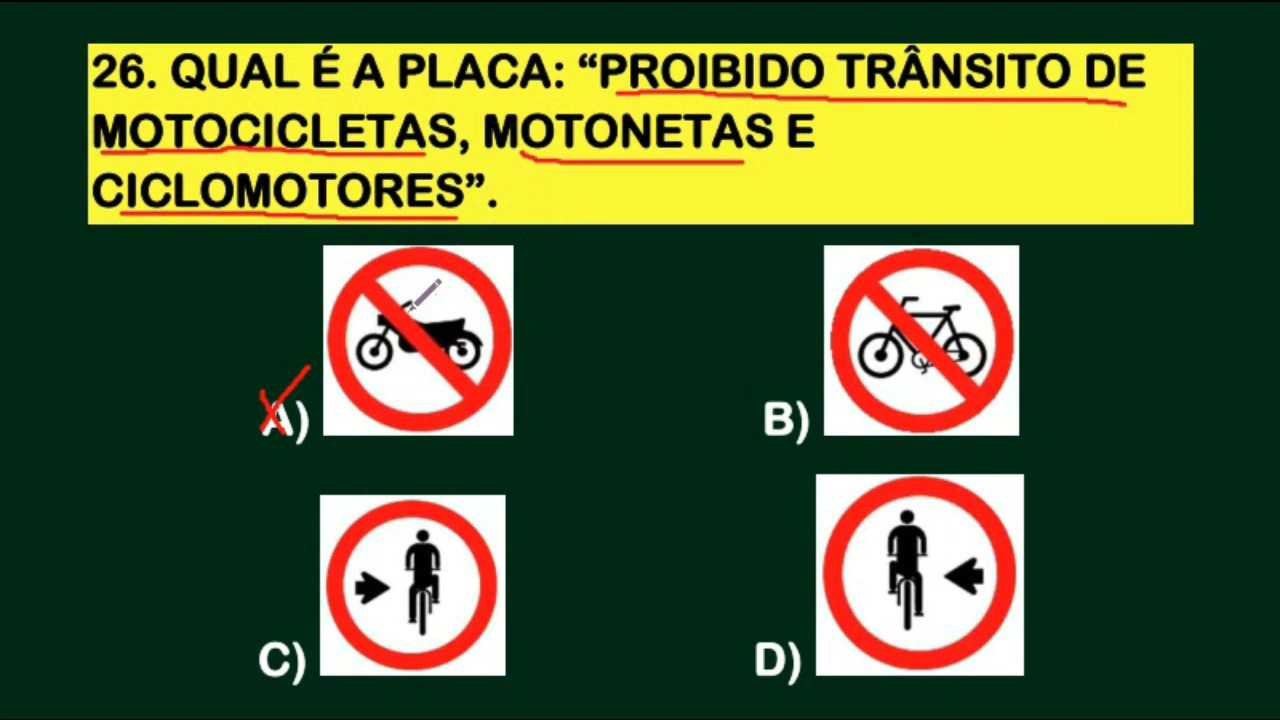 26. QUAL É A PLACA: “PROIBIDO TRÂNSITO DE
MOTOCICLETAS, MOTONETAS E
CICLOMOTORES”.
A)
B)
C)
D)